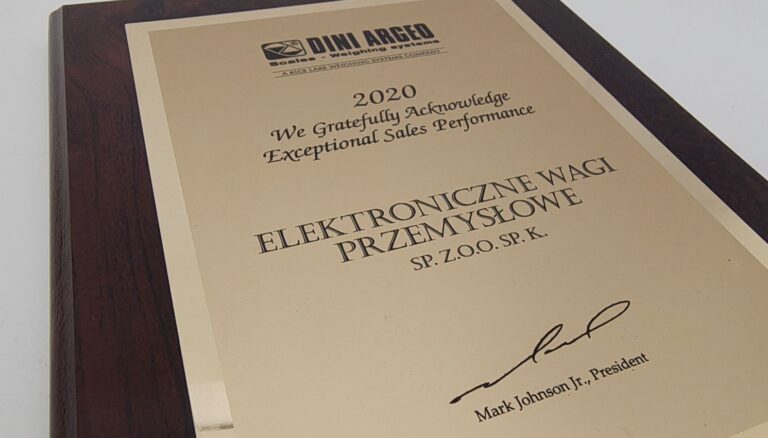 DINI ARGEO
Scales - Weighing systems
A RICE LAKE WEIGHING SYSTEMS COMPANY
2020
We Gratefully Acknowledge
Exceptional Sales Performance
ELEKTRONICZNE WAGI
PRZEMYSŁOWE
SP. Z.O.O. SP. K.
Mark Johnson Jr., President